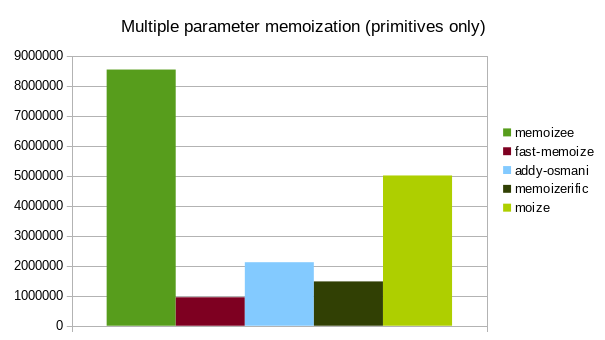 Multiple parameter memoization (primitives only)
9000000
8000000
7000000
6000000
5000000
4000000
3000000
2000000
1000000
0
memoizee
fast-memoize
addy-osmani
memoizerific
moize